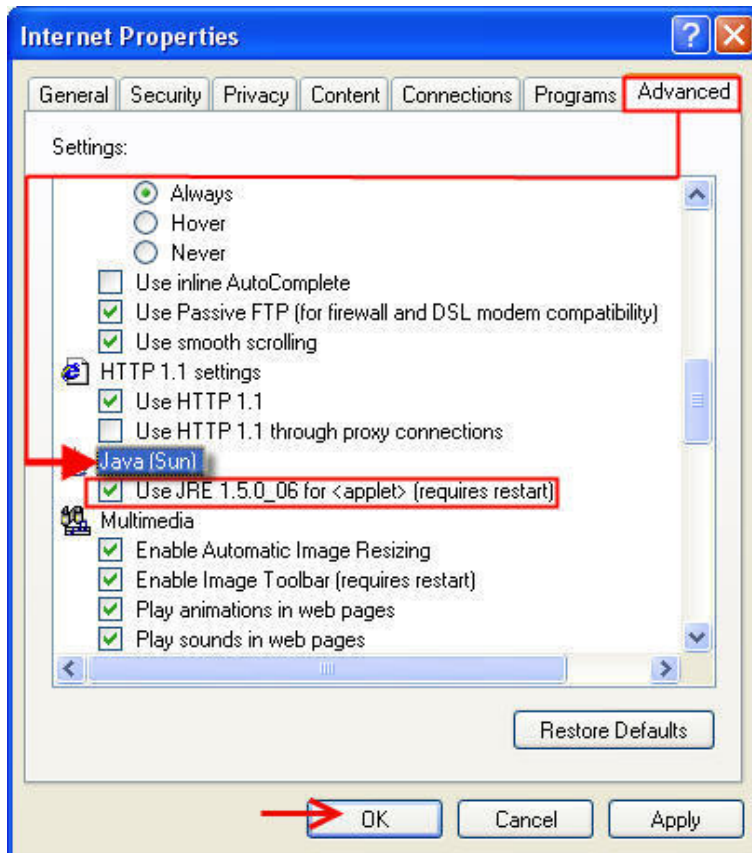 Internet Properties
General Security Privacy Content Connections Programs Advanced
Settings:
Always
Hover
Never
Use inline AutoComplete
Use Passive FTP (for firewall and DSL modem compatibility)
Use smooth scrolling
HTTP 1.1 settings
Use HTTP 1.1
Use HTTP 1.1 through proxy connections
Java (Sun)
Use JRE 1.5.0_06 for <applet> (requires restart)
Multimedia
Enable Automatic Image Resizing
Enable Image Toolbar (requires restart)
Play animations in web pages
Play sounds in web pages
Restore Defaults
OK Cancel Apply